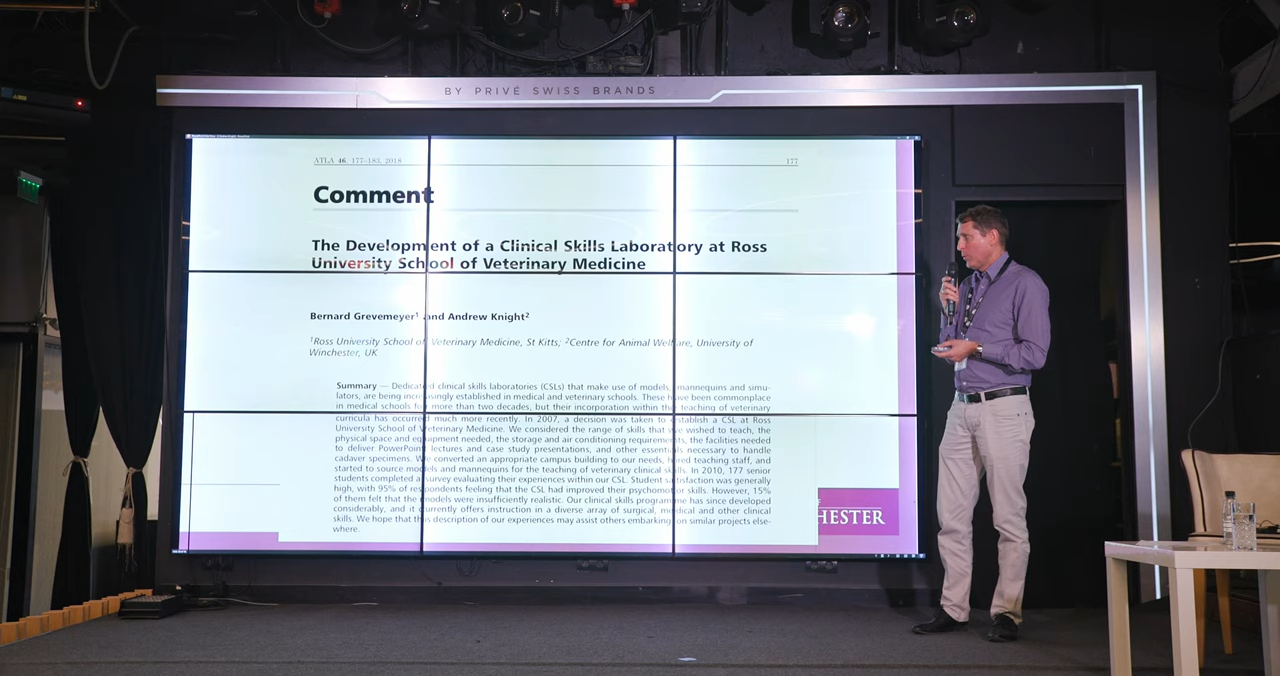 BY PRIVÉ SWISS BRANDS
ATLA 46, 177–183, 2018 177
Comment
The Development of a Clinical Skills Laboratory at Ross
University School of Veterinary Medicine
Bernard Grevemeyer1 and Andrew Knight2
1Ross University School of Veterinary Medicine, St Kitts; 2Centre for Animal Welfare, University of
Winchester, UK
Summary — Dedicated clinical skills laboratories (CSLs) that make use of models, mannequins and simu-
lators, are being increasingly established in medical and veterinary schools. These have been commonplace
in medical schools for more than two decades, but their incorporation within the teaching of veterinary
curricula has occurred much more recently. In 2007, a decision was taken to establish a CSL at Ross
University School of Veterinary Medicine. We considered the range of skills that we wished to teach, the
physical space and equipment needed, the storage and air conditioning requirements, the facilities needed
to deliver PowerPoint lectures and case study presentations, and other essentials necessary to handle
cadaver specimens. We converted an appropriate campus building to our needs, hired teaching staff, and
started to source models and mannequins for the teaching of veterinary clinical skills. In 2010, 177 senior
students completed a survey evaluating their experiences within our CSL. Student satisfaction was generally
high, with 95% of respondents feeling that the CSL had improved their psychomotor skills. However, 15%
of them felt that the models were insufficiently realistic. Our clinical skills programme has since developed
considerably, and it currently offers instruction in a diverse array of surgical, medical and other clinical
skills. We hope that this description of our experiences may assist others embarking on similar projects else-
where.
HESTER